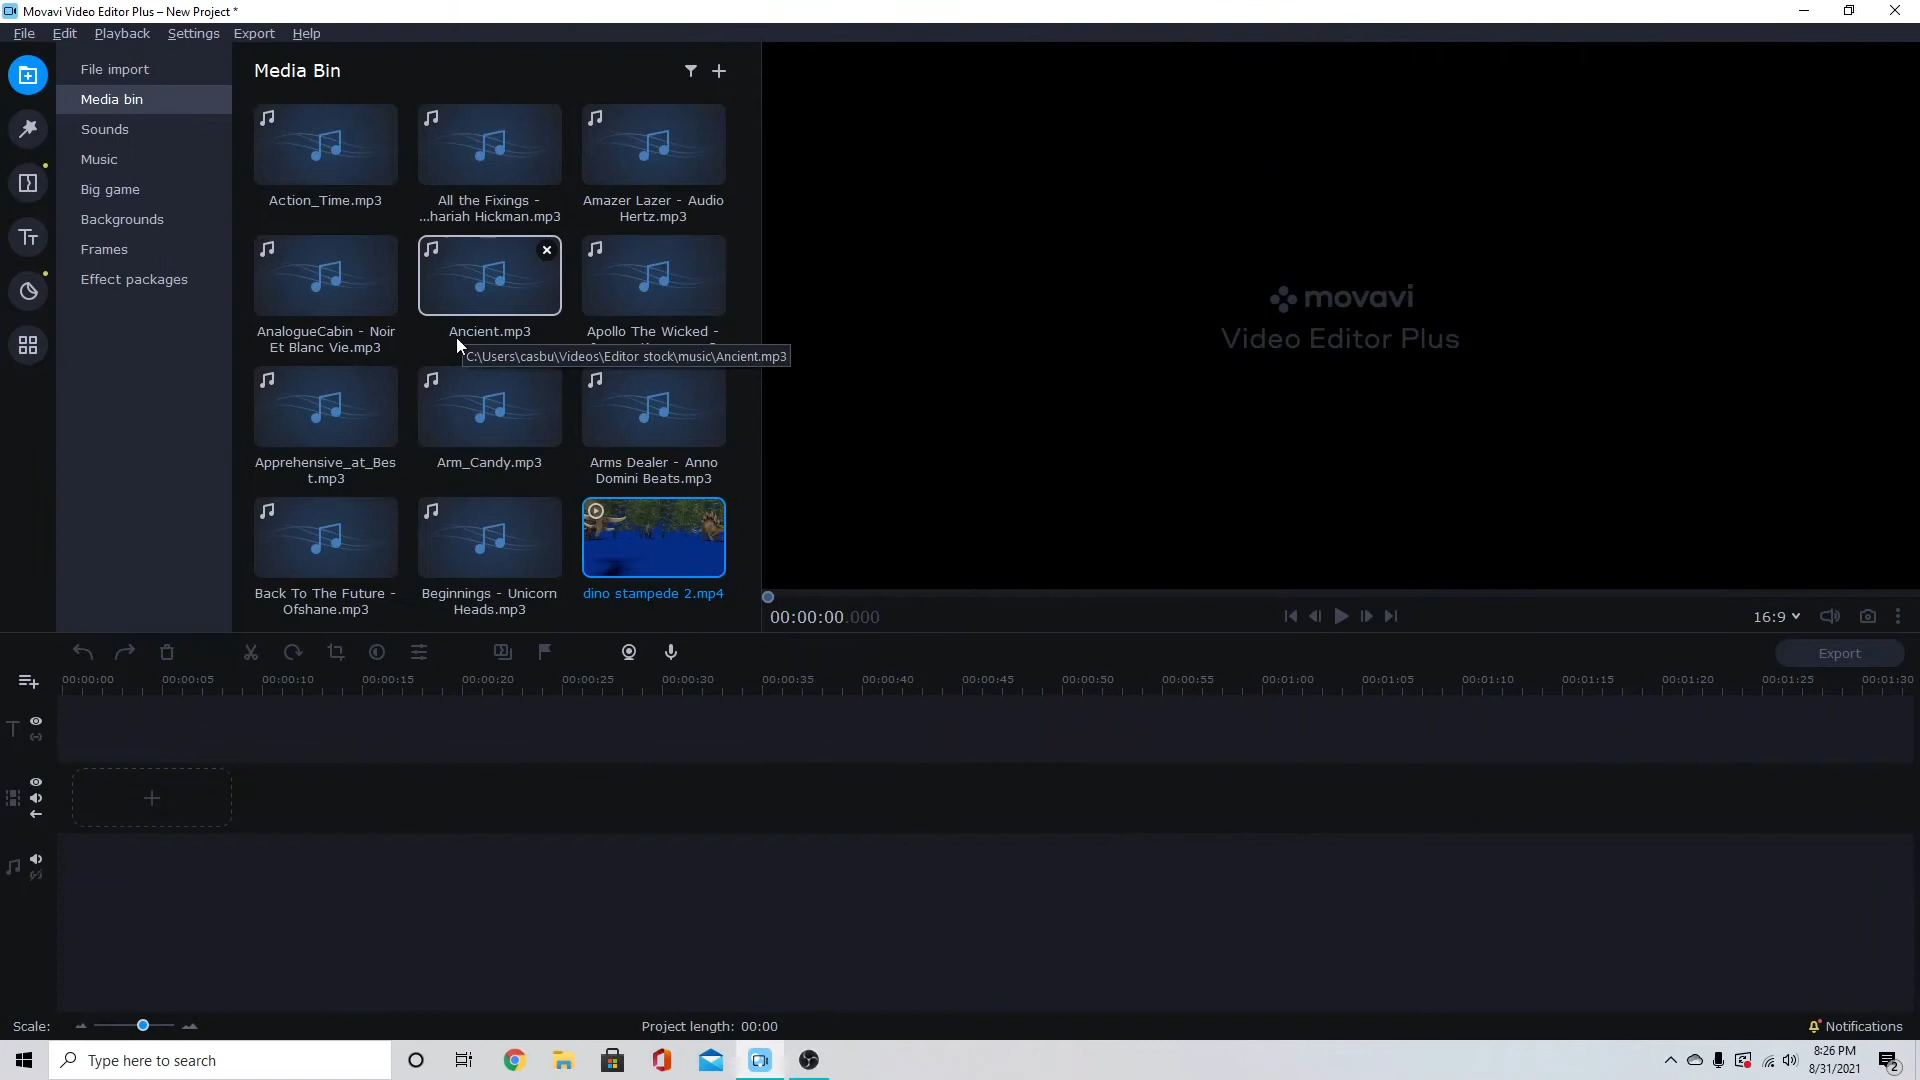 Movavi Video Editor Plus – New Project *
File Edit Playback Settings Export Help
File import
Media bin
Sounds
Music
Big game
Backgrounds
Frames
Effect packages
Media Bin
Action_Time.mp3
All the Fixings -
...hariah Hickman.mp3
Amazer Lazer - Audio
Hertz.mp3
AnalogueCabin - Noir
Et Blanc Vie.mp3
Ancient.mp3
Apollo The Wicked -
C:\Users\casbu\Videos\Editor stock\music\Ancient.mp3
Apprehensive_at_Bes
t.mp3
Arm_Candy.mp3
Arms Dealer - Anno
Domini Beats.mp3
Back To The Future -
Ofshane.mp3
Beginnings - Unicorn
Heads.mp3
dino stampede 2.mp4
movavi
Video Editor Plus
00:00:00.000
16:9
Export
00:00:00 00:00:05 00:00:10 00:00:15 00:00:20 00:00:25 00:00:30 00:00:35 00:00:40 00:00:45 00:00:50 00:00:55 00:01:00 00:01:05 00:01:10 00:01:15 00:01:20 00:01:25 00:01:30
Scale:
Project length: 00:00
Notifications
Type here to search
8:26 PM
8/31/2021
2